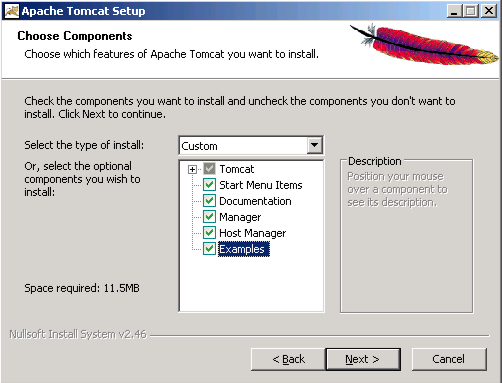 Apache Tomcat Setup
Choose Components
Choose which features of Apache Tomcat you want to install.
Check the components you want to install and uncheck the components you don't want to
install. Click Next to continue.
Select the type of install:
Custom
Or, select the optional
components you wish to
install:
Tomcat
Start Menu Items
Documentation
Manager
Host Manager
Examples
Description
Position your mouse
over a component to
see its description.
Space required: 11.5MB
Nullsoft Install System v2.46
< Back
Next >
Cancel